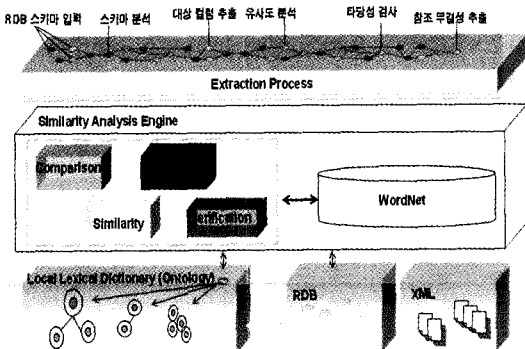 RDB 스키마 입력
스키마 분석
대상 컬럼 추출
유사도 분석
타당성 검사
참조 무결성 추출
Extraction Process
Similarity Analysis Engine
Comparison
Similarity
erification
WordNet
Local Lexical Dictionary (Ontology)
RDB
XML